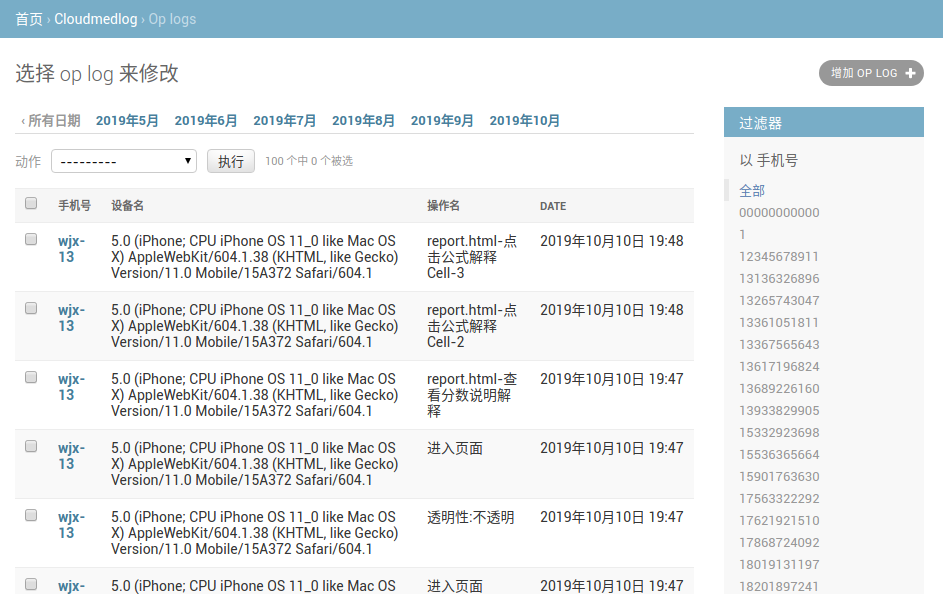 首页 › Cloudmedlog › Op logs
选择 op log 来修改
增加 OP LOG +
‹ 所有日期 2019年5月 2019年6月 2019年7月 2019年8月 2019年9月 2019年10月
动作 --------- 执行 100 个中 0 个被选
手机号 设备名 操作名 DATE
wjx-13 5.0 (iPhone; CPU iPhone OS 11_0 like Mac OS X) AppleWebKit/604.1.38 (KHTML, like Gecko) Version/11.0 Mobile/15A372 Safari/604.1 report.html-点击公式解释Cell-3 2019年10月10日 19:48
wjx-13 5.0 (iPhone; CPU iPhone OS 11_0 like Mac OS X) AppleWebKit/604.1.38 (KHTML, like Gecko) Version/11.0 Mobile/15A372 Safari/604.1 report.html-点击公式解释Cell-2 2019年10月10日 19:48
wjx-13 5.0 (iPhone; CPU iPhone OS 11_0 like Mac OS X) AppleWebKit/604.1.38 (KHTML, like Gecko) Version/11.0 Mobile/15A372 Safari/604.1 report.html-查看分数说明解释 2019年10月10日 19:47
wjx-13 5.0 (iPhone; CPU iPhone OS 11_0 like Mac OS X) AppleWebKit/604.1.38 (KHTML, like Gecko) Version/11.0 Mobile/15A372 Safari/604.1 进入页面 2019年10月10日 19:47
wjx-13 5.0 (iPhone; CPU iPhone OS 11_0 like Mac OS X) AppleWebKit/604.1.38 (KHTML, like Gecko) Version/11.0 Mobile/15A372 Safari/604.1 透明性:不透明 2019年10月10日 19:47
wjx- 5.0 (iPhone; CPU iPhone OS 11_0 like Mac OS 进入页面 2019年10月10日 19:47
过滤器
以 手机号
全部
00000000000
1
12345678911
13136326896
13265743047
13361051811
13367565643
13617196824
13689226160
13933829905
15332923698
15536365664
15901763630
17563322292
17621921510
17868724092
18019131197
18201897241